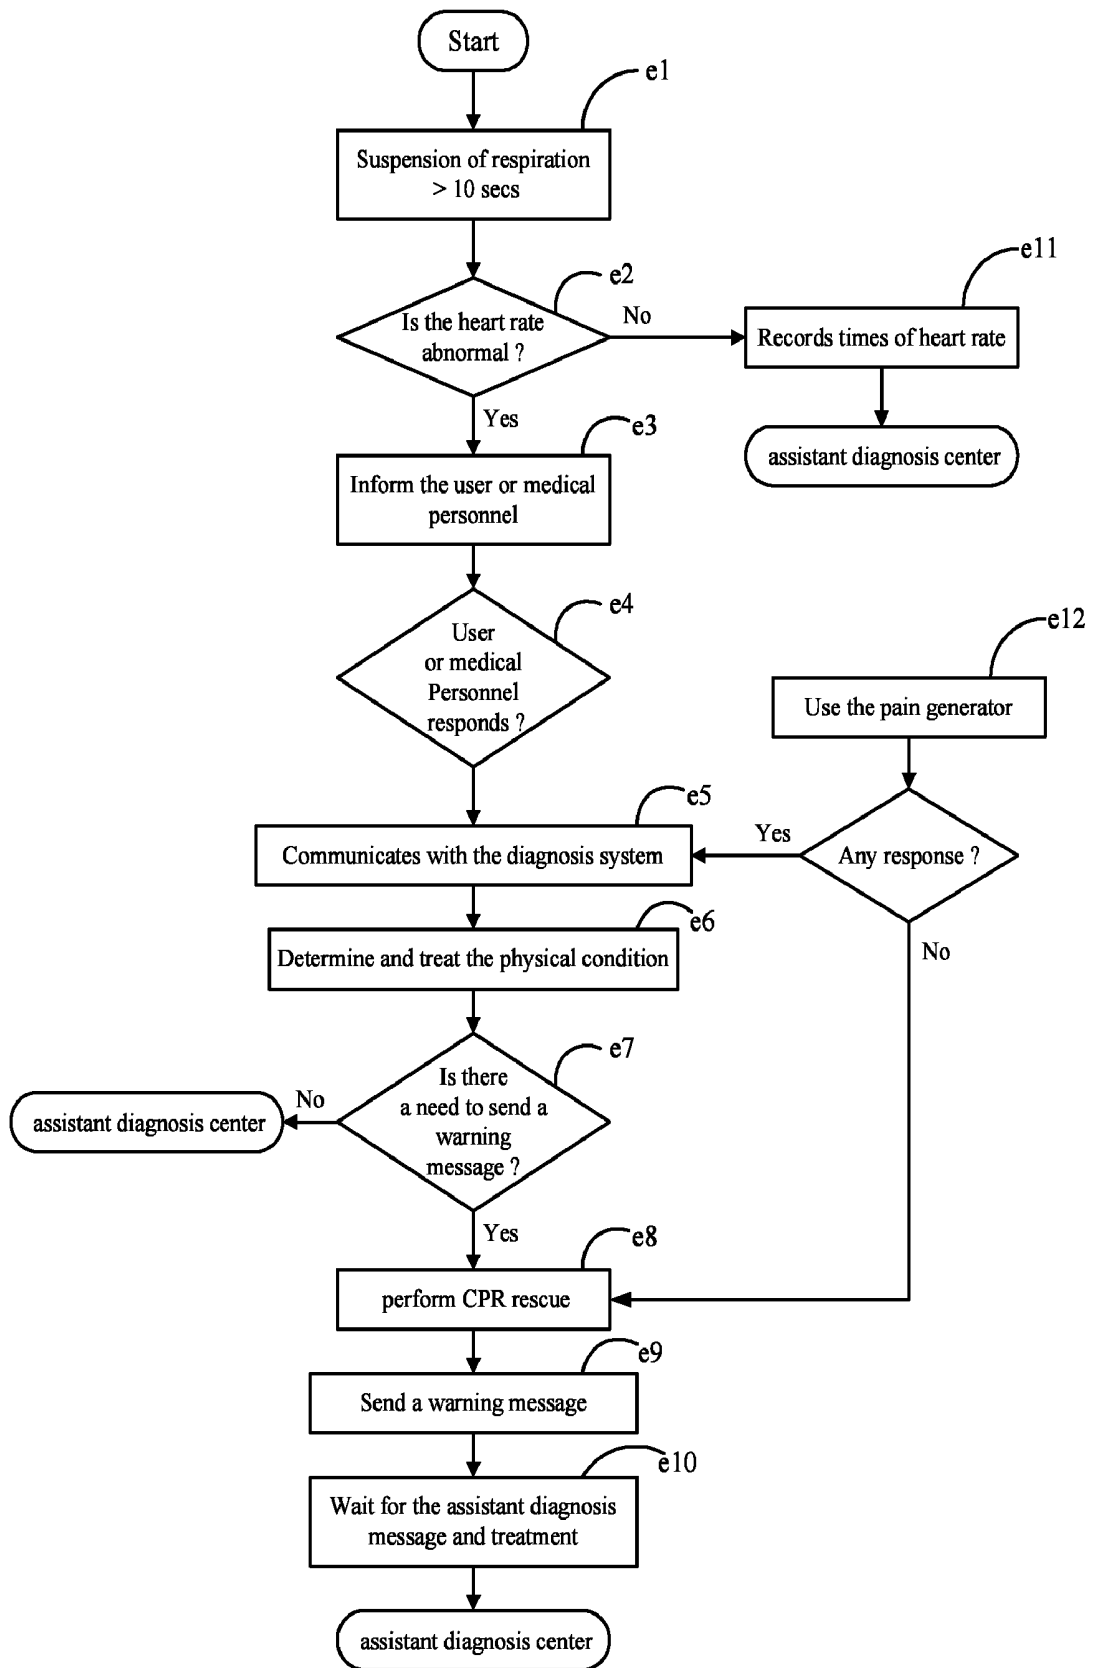 Start
e1
Suspension of respiration
> 10 secs
e2
Is the heart rate
abnormal ?
No
e11
Records times of heart rate
assistant diagnosis center
Yes
e3
Inform the user or medical
personnel
e4
User
or medical
Personnel
responds ?
e12
Use the pain generator
e5
Communicates with the diagnosis system
Yes
Any response ?
No
e6
Determine and treat the physical condition
e7
Is there
a need to send a
warning
message ?
No
assistant diagnosis center
Yes
e8
perform CPR rescue
e9
Send a warning message
e10
Wait for the assistant diagnosis
message and treatment
assistant diagnosis center